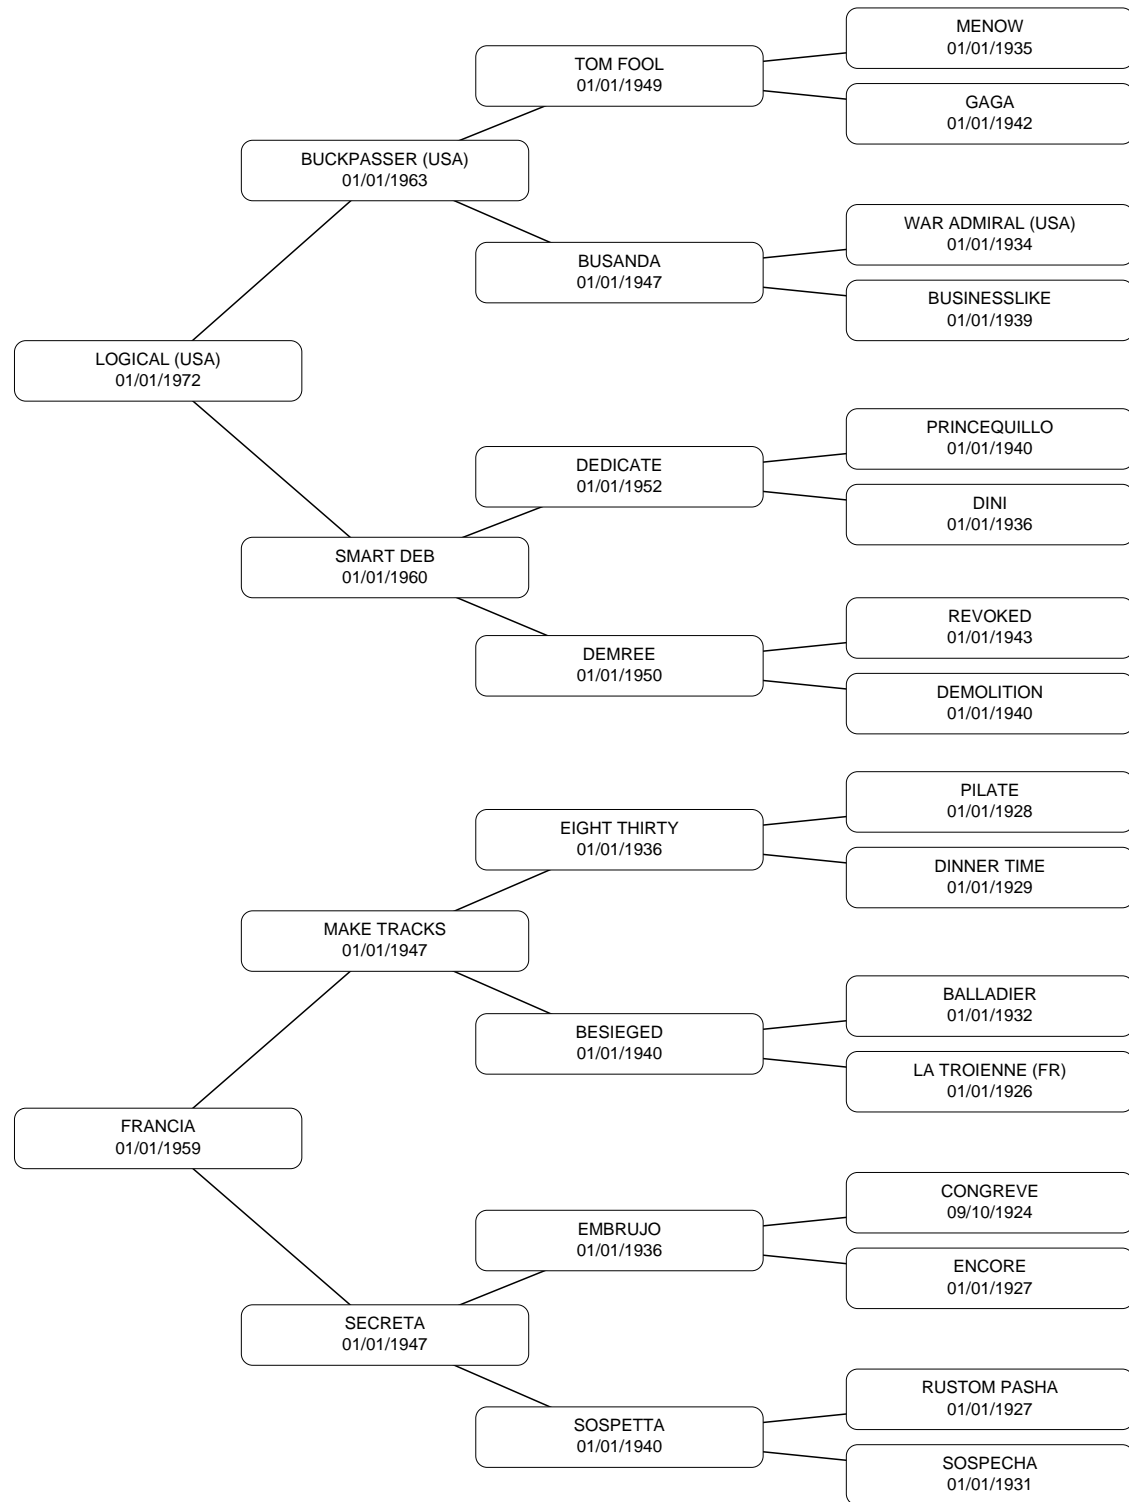 MENOW
01/01/1935
TOM FOOL
01/01/1949
GAGA
01/01/1942
BUCKPASSER (USA)
01/01/1963
WAR ADMIRAL (USA)
01/01/1934
BUSANDA
01/01/1947
BUSINESSLIKE
01/01/1939
LOGICAL (USA)
01/01/1972
PRINCEQUILLO
01/01/1940
DEDICATE
01/01/1952
DINI
01/01/1936
SMART DEB
01/01/1960
REVOKED
01/01/1943
DEMREE
01/01/1950
DEMOLITION
01/01/1940
PILATE
01/01/1928
EIGHT THIRTY
01/01/1936
DINNER TIME
01/01/1929
MAKE TRACKS
01/01/1947
BALLADIER
01/01/1932
BESIEGED
01/01/1940
LA TROIENNE (FR)
01/01/1926
FRANCIA
01/01/1959
CONGREVE
09/10/1924
EMBRUJO
01/01/1936
ENCORE
01/01/1927
SECRETA
01/01/1947
RUSTOM PASHA
01/01/1927
SOSPETTA
01/01/1940
SOSPECHA
01/01/1931